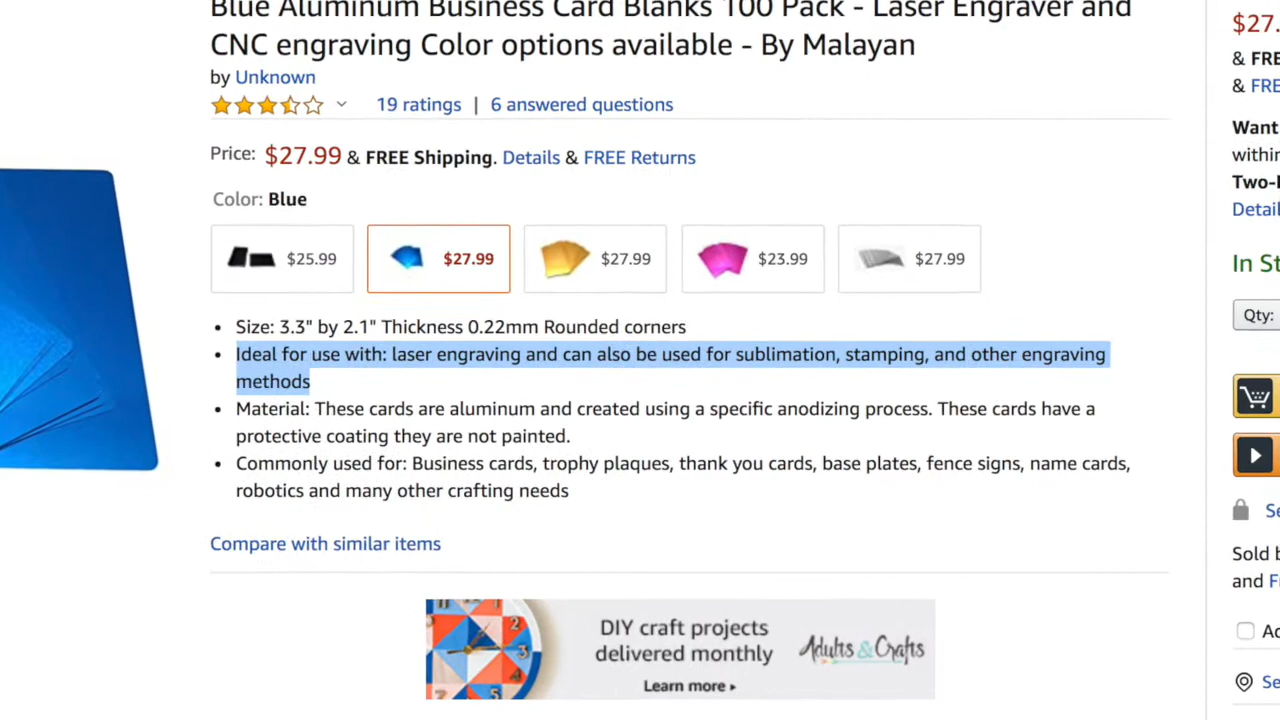 Blue Aluminum Business Card Blanks 100 Pack - Laser Engraver and
CNC engraving Color options available - By Malayan
by Unknown
19 ratings | 6 answered questions
Price: $27.99 & FREE Shipping. Details & FREE Returns
Color: Blue
$25.99
$27.99
$27.99
$23.99
$27.99
• Size: 3.3" by 2.1" Thickness 0.22mm Rounded corners
• Ideal for use with: laser engraving and can also be used for sublimation, stamping, and other engraving
methods
• Material: These cards are aluminum and created using a specific anodizing process. These cards have a
protective coating they are not painted.
• Commonly used for: Business cards, trophy plaques, thank you cards, base plates, fence signs, name cards,
robotics and many other crafting needs
Compare with similar items
DIY craft projects
delivered monthly
Learn more ▸
Adults & Crafts
$27.
& FRE
& FRE
Want
within
Two-
Detail
In St
Qty:
Se
Sold b
and F
Ad
Se